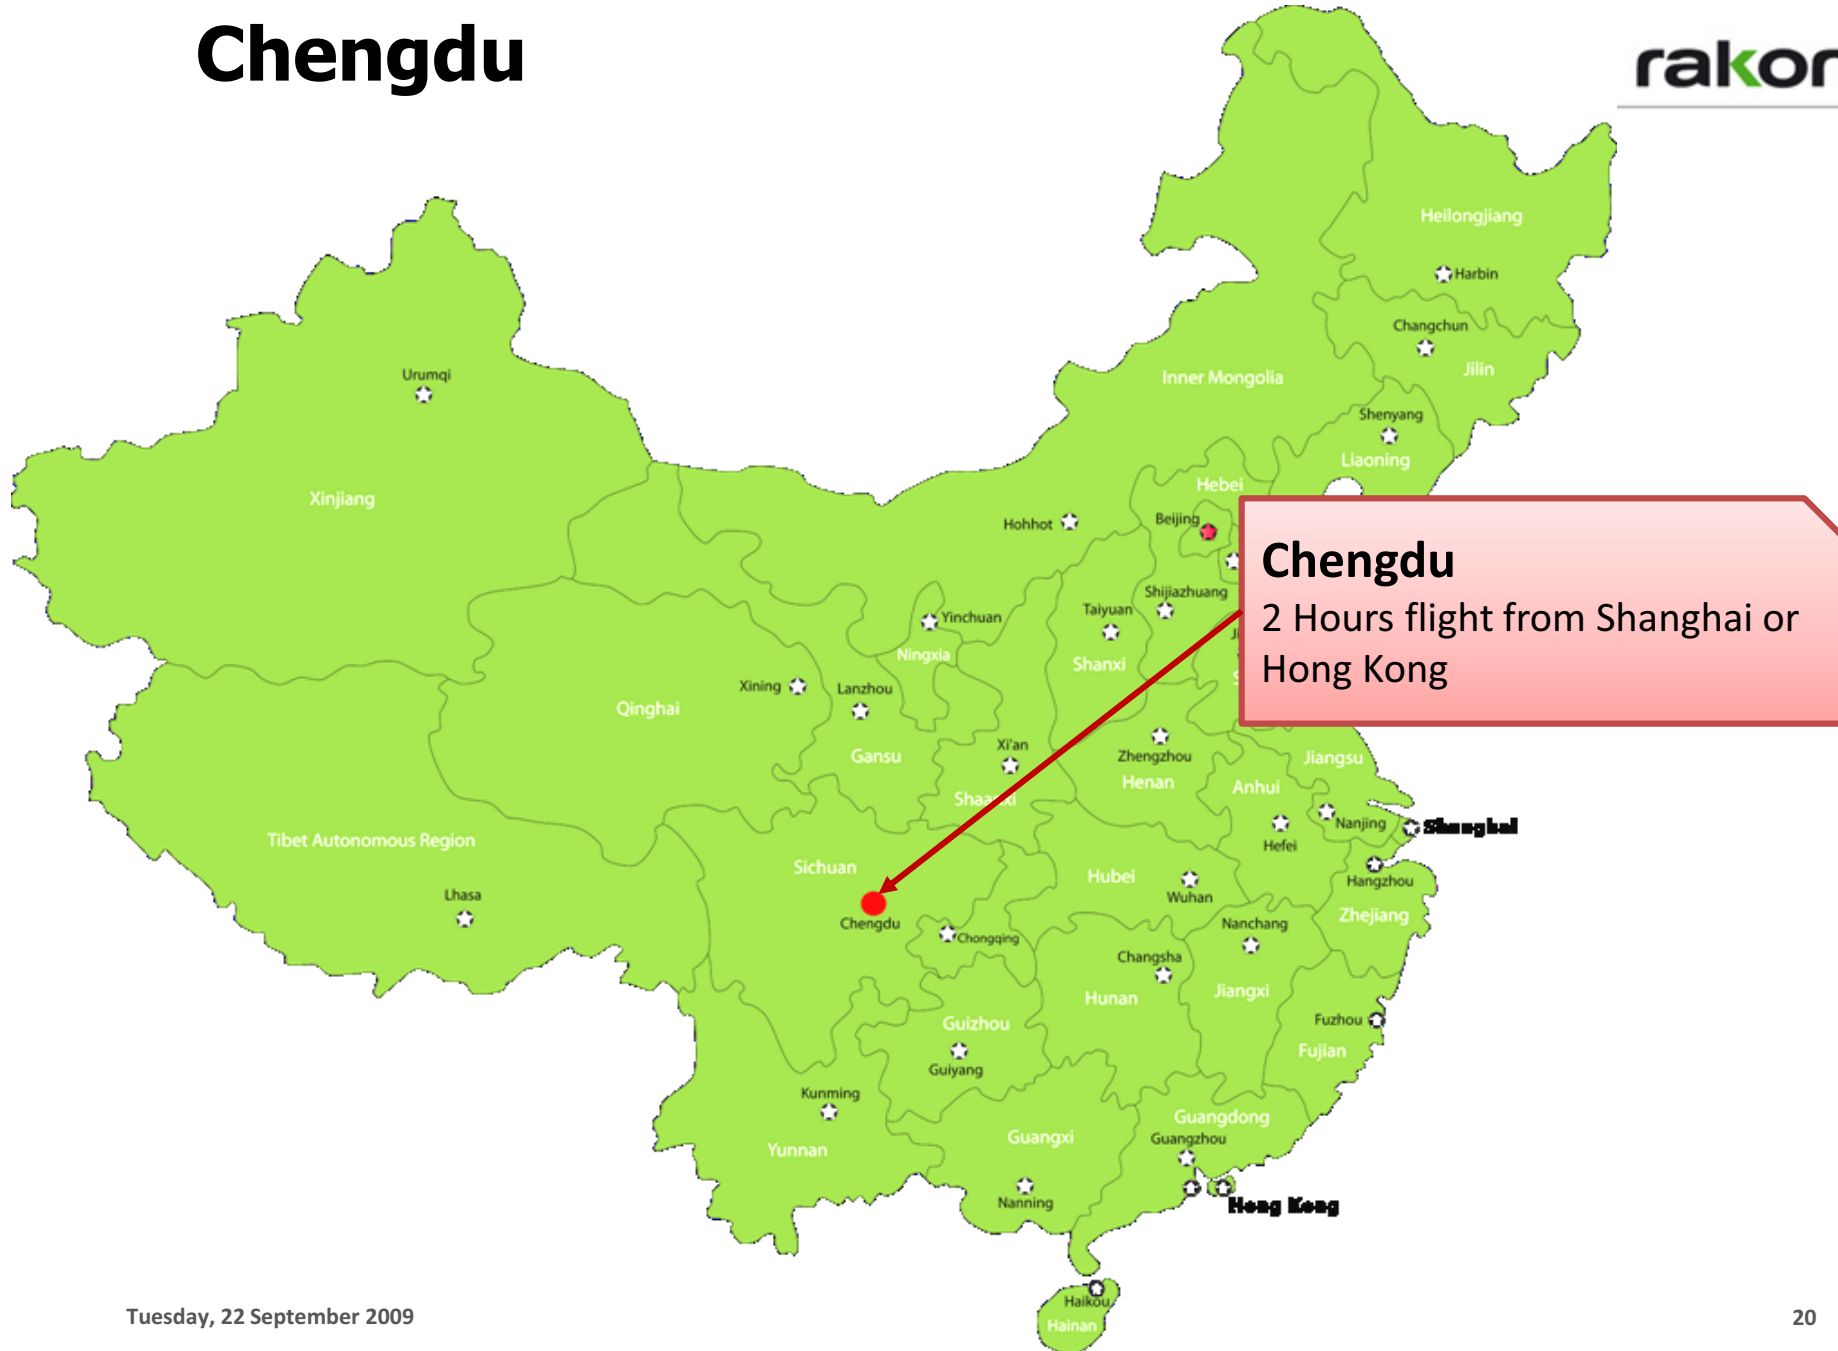 Chengdu
rakon
Heilongjiang
Harbin
Changchun
Jilin
Inner Mongolia
Urumqi
Shenyang
Liaoning
Xinjiang
Hebei
Hohhot
Beijing
Chengdu
2 Hours flight from Shanghai or
Hong Kong
Shijiazhuang
Taiyuan
Yinchuan
Ningxia
Shanxi
Xining
Lanzhou
Qinghai
Xi'an
Gansu
Zhengzhou
Jiangsu
Henan
Anhui
Shaanxi
Nanjing
Shanghai
Tibet Autonomous Region
Hefei
Sichuan
Hubei
Hangzhou
Lhasa
Wuhan
Zhejiang
Chengdu
Nanchang
Chongqing
Changsha
Jiangxi
Hunan
Guizhou
Fuzhou
Fujian
Guiyang
Kunming
Guangdong
Guangxi
Guangzhou
Yunnan
Nanning
Hong Kong
Haikou
Hainan
Tuesday, 22 September 2009
20